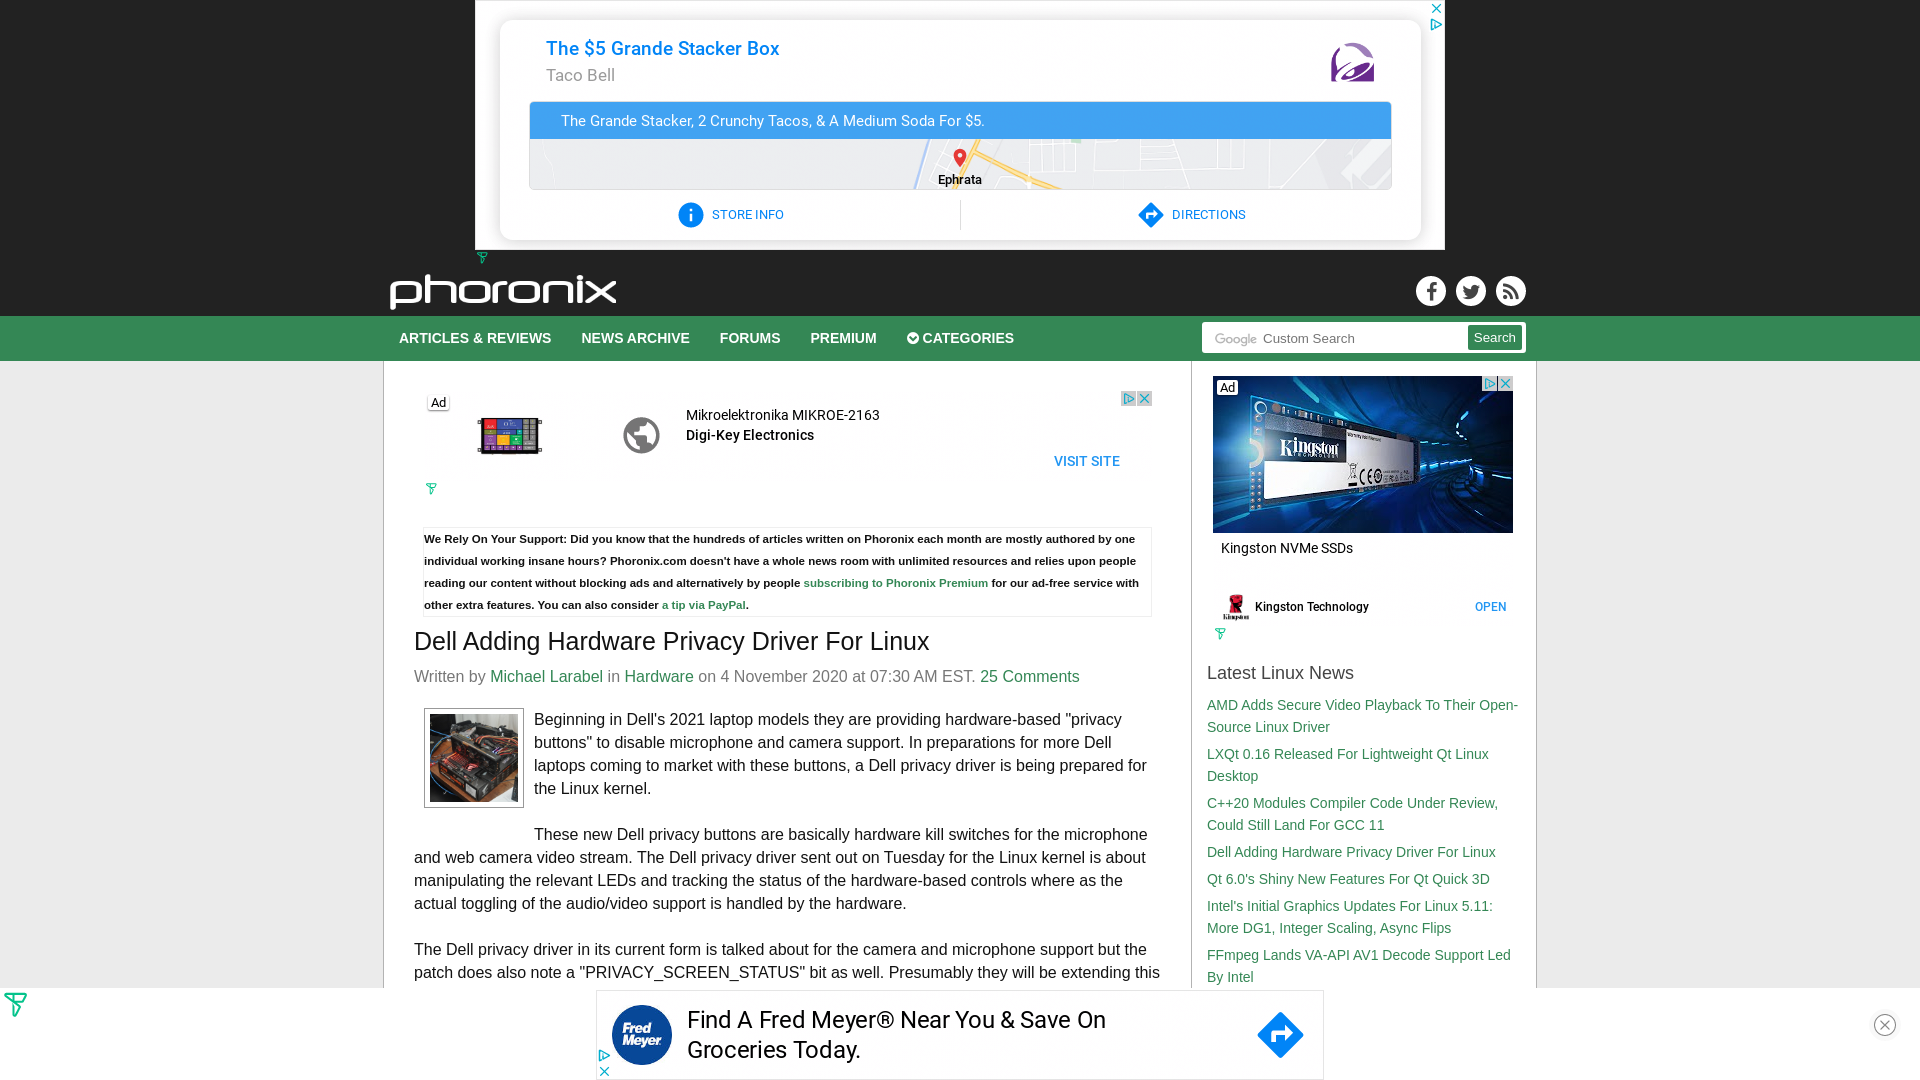 The $5 Grande Stacker Box
Taco Bell
The Grande Stacker, 2 Crunchy Tacos, & A Medium Soda For $5.
Ephrata
STORE INFO
DIRECTIONS
phoronix
ARTICLES & REVIEWS
NEWS ARCHIVE
FORUMS
PREMIUM
CATEGORIES
Google Custom Search
Search
Ad
Mikroelektronika MIKROE-2163
Digi-Key Electronics
VISIT SITE
We Rely On Your Support: Did you know that the hundreds of articles written on Phoronix each month are mostly authored by one
individual working insane hours? Phoronix.com doesn't have a whole news room with unlimited resources and relies upon people
reading our content without blocking ads and alternatively by people subscribing to Phoronix Premium for our ad-free service with
other extra features. You can also consider a tip via PayPal.
Dell Adding Hardware Privacy Driver For Linux
Written by Michael Larabel in Hardware on 4 November 2020 at 07:30 AM EST. 25 Comments
Beginning in Dell's 2021 laptop models they are providing hardware-based "privacy
buttons" to disable microphone and camera support. In preparations for more Dell
laptops coming to market with these buttons, a Dell privacy driver is being prepared for
the Linux kernel.
These new Dell privacy buttons are basically hardware kill switches for the microphone
and web camera video stream. The Dell privacy driver sent out on Tuesday for the Linux kernel is about
manipulating the relevant LEDs and tracking the status of the hardware-based controls where as the
actual toggling of the audio/video support is handled by the hardware.
The Dell privacy driver in its current form is talked about for the camera and microphone support but the
patch does also note a "PRIVACY_SCREEN_STATUS" bit as well. Presumably they will be extending this
Ad
Kingston
TECHNOLOGY
Kingston NVMe SSDs
Kingston
Kingston Technology
OPEN
Latest Linux News
AMD Adds Secure Video Playback To Their Open-
Source Linux Driver
LXQt 0.16 Released For Lightweight Qt Linux
Desktop
C++20 Modules Compiler Code Under Review,
Could Still Land For GCC 11
Dell Adding Hardware Privacy Driver For Linux
Qt 6.0's Shiny New Features For Qt Quick 3D
Intel's Initial Graphics Updates For Linux 5.11:
More DG1, Integer Scaling, Async Flips
FFmpeg Lands VA-API AV1 Decode Support Led
By Intel
Fred
Meyer
Find A Fred Meyer® Near You & Save On
Groceries Today.